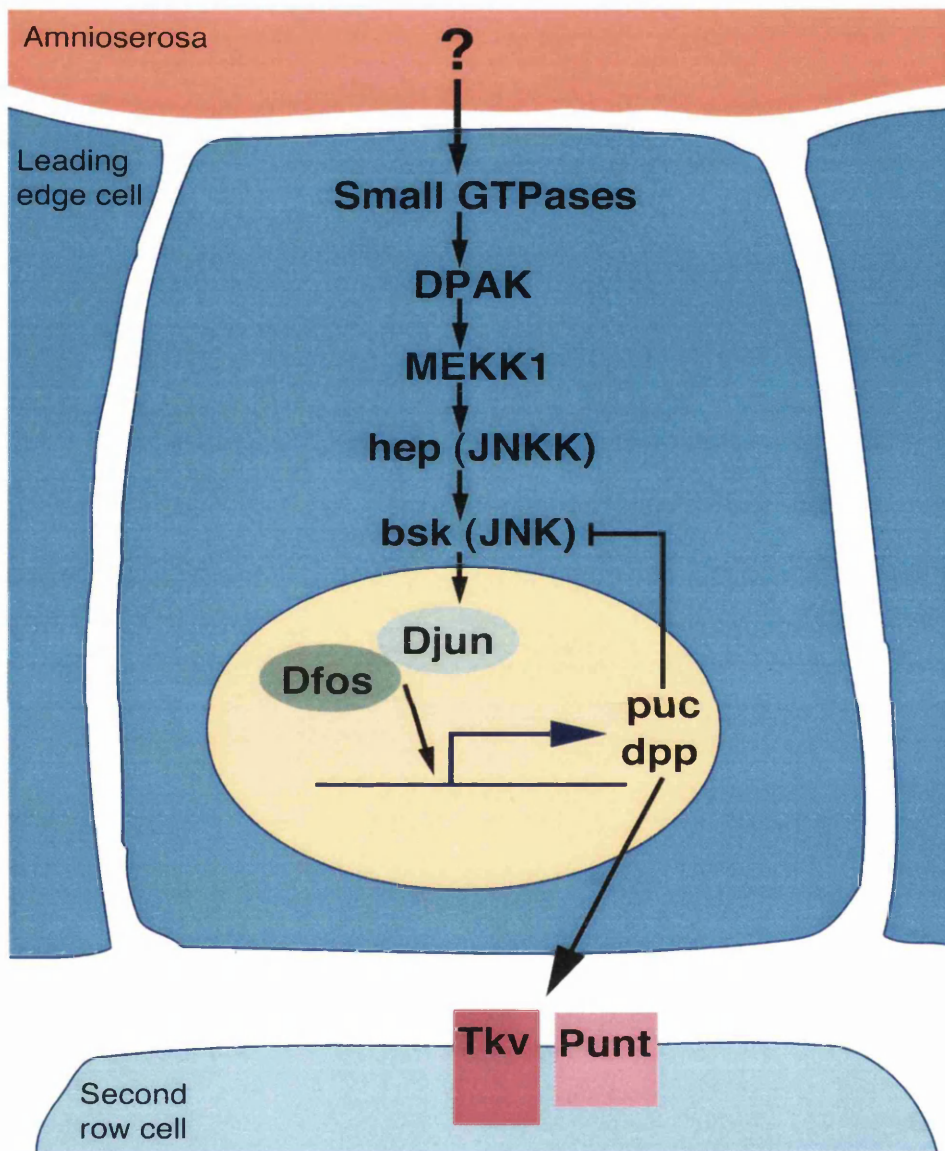 Amnioserosa
?
Leading
edge cell
Small GTPases
DPAK
MEKK1
hep (JNKK)
bsk (JNK)
Djun
Dfos
puc
dpp
Tkv
Punt
Second
row cell